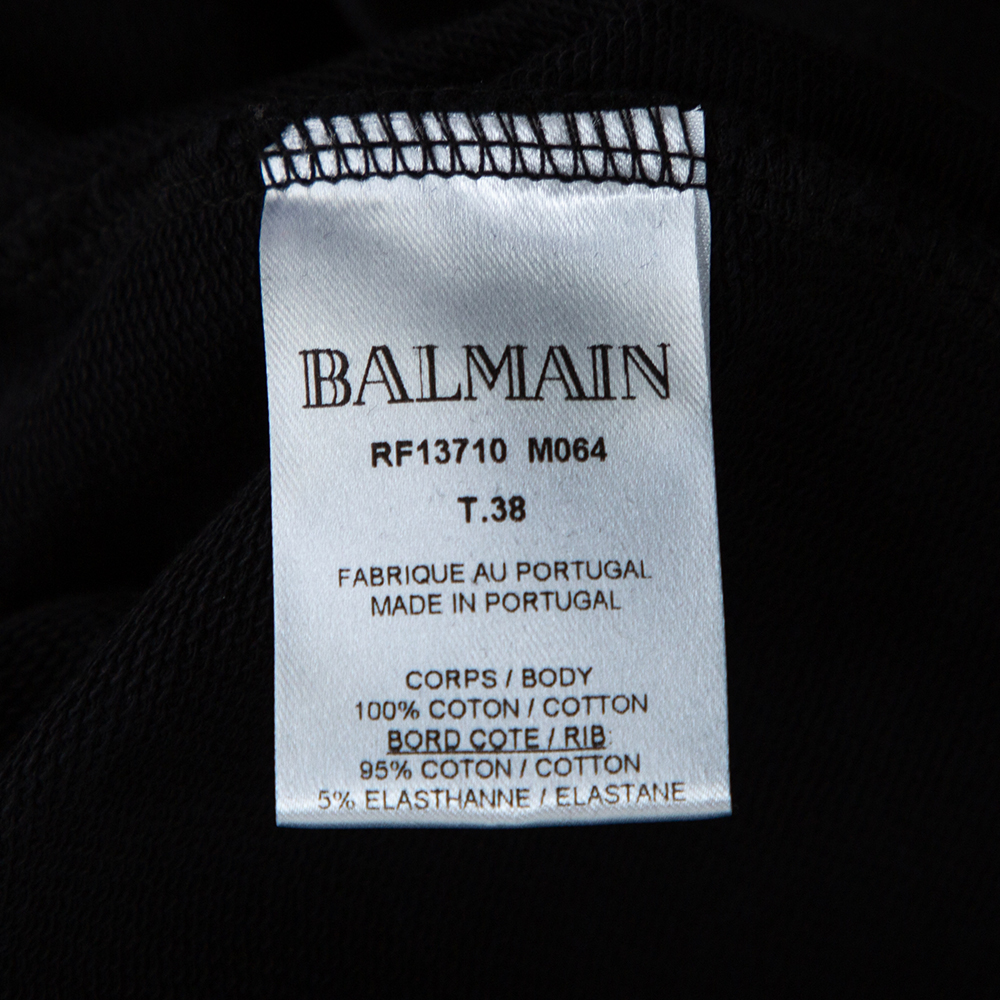 BALMAIN
RF13710 M064
T.38
FABRIQUE AU PORTUGAL
MADE IN PORTUGAL
CORPS / BODY
100% COTON / COTTON
BORD COTE / RIB
95% COTON / COTTON
5% ELASTHANNE / ELASTANE